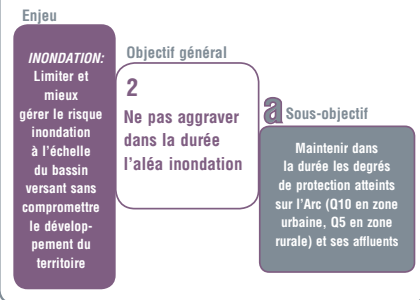 Enjeu
INONDATION:
Limiter et
mieux
gérer le risque
inondation
à l'échelle
du bassin
versant sans
compromettre
le dévelop-
pement du
territoire
Objectif général
2
Ne pas aggraver
dans la durée
l'aléa inondation
a Sous-objectif
Maintenir dans
la durée les degrés
de protection atteints
sur l'Arc (Q10 en zone
urbaine, Q5 en zone
rurale) et ses affluents